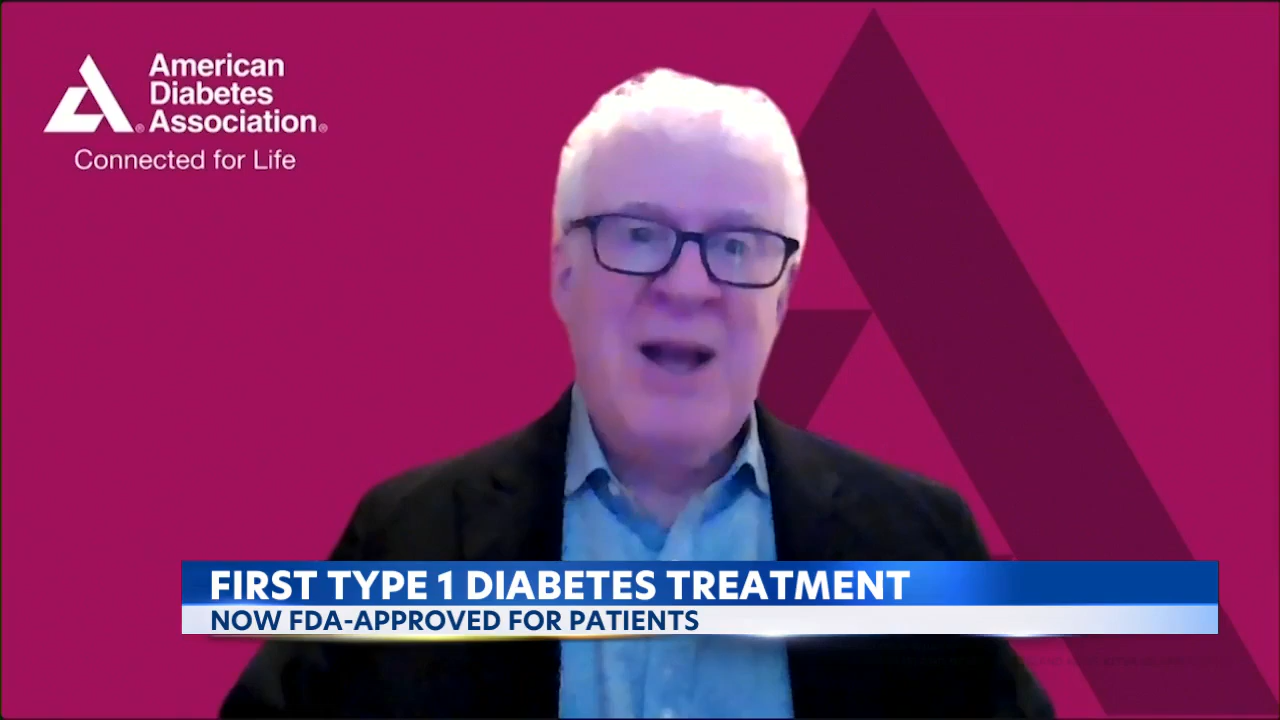 American
Diabetes
Association®
Connected for Life
FIRST TYPE 1 DIABETES TREATMENT
NOW FDA-APPROVED FOR PATIENTS